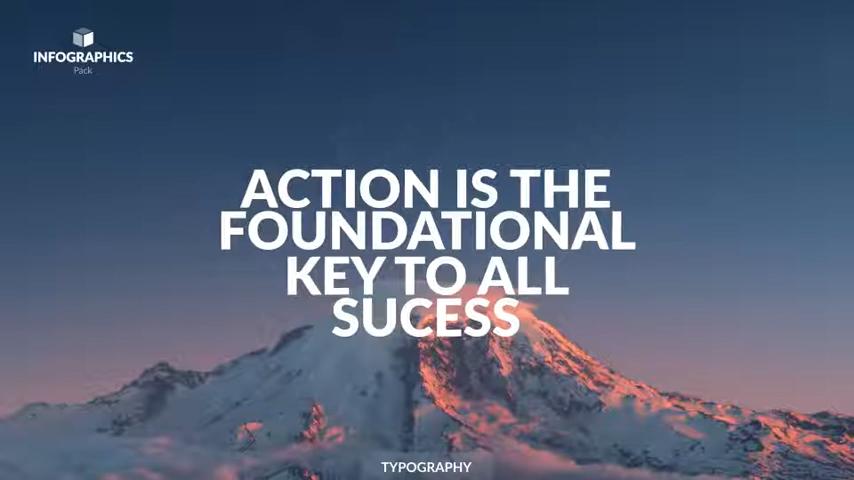 INFOGRAPHICS
Pack
ACTION IS THE
FOUNDATIONAL
KEY TO ALL
SUCESS
TYPOGRAPHY